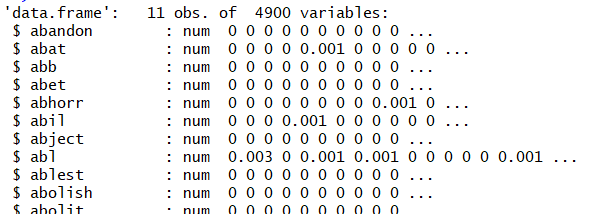 'data.frame':   11 obs. of  4900 variables:
 $ abandon         : num  0 0 0 0 0 0 0 0 0 0 ...
 $ abat            : num  0 0 0 0 0.001 0 0 0 0 0 ...
 $ abb             : num  0 0 0 0 0 0 0 0 0 0 ...
 $ abet            : num  0 0 0 0 0 0 0 0 0 0 ...
 $ abhorr          : num  0 0 0 0 0 0 0 0 0.001 0 ...
 $ abil            : num  0 0 0 0.001 0 0 0 0 0 0 ...
 $ abject          : num  0 0 0 0 0 0 0 0 0 0 ...
 $ abl             : num  0.003 0 0.001 0.001 0 0 0 0 0 0.001 ...
 $ ablest          : num  0 0 0 0 0 0 0 0 0 0 ...
 $ abolish         : num  0 0 0 0 0 0 0 0 0 0 ...
 $ abolit          : num  0 0 0 0 0 0 0 0 0 0